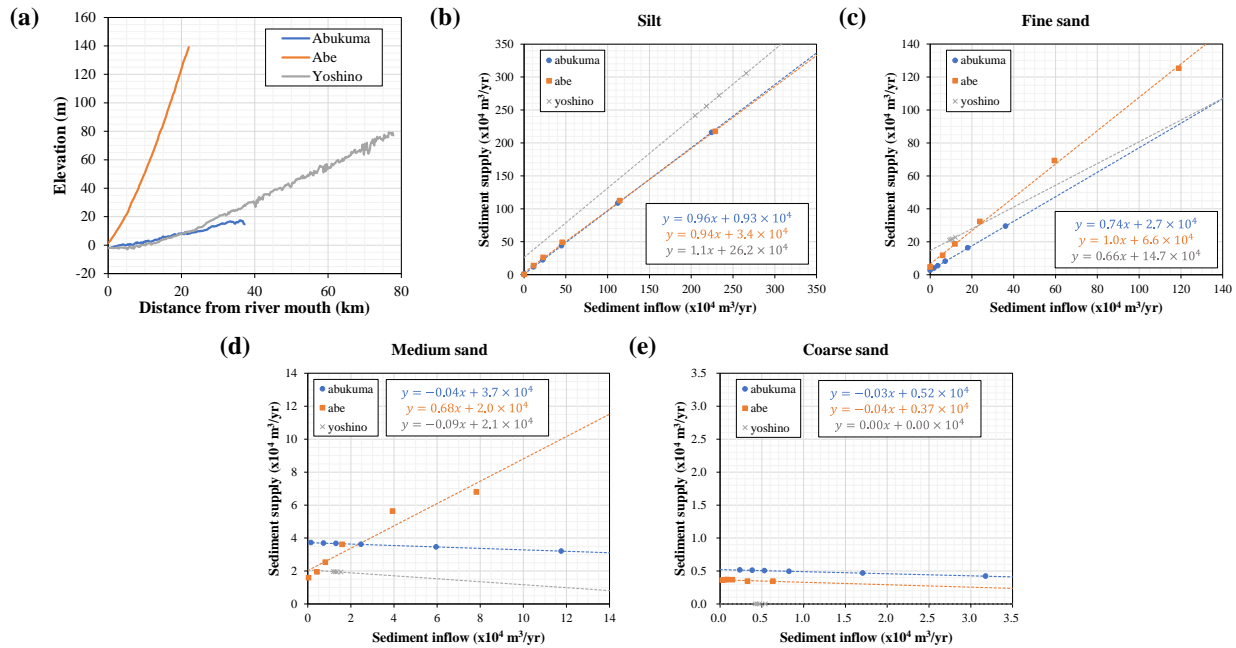 (a)
160
140
120
100
80
60
40
20
0
-20
0 20 40 60 80
Elevation (m)
Distance from river mouth (km)
Abukuma
Abe
Yoshino
(b)
Silt
350
300
250
200
150
100
50
0
0 50 100 150 200 250 300 350
Sediment supply (x10⁴ m³/yr)
Sediment inflow (x10⁴ m³/yr)
abukuma
abe
yoshino
y = 0.96x + 0.93 × 10⁴
y = 0.94x + 3.4 × 10⁴
y = 1.1x + 26.2 × 10⁴
(c)
Fine sand
140
120
100
80
60
40
20
0
0 20 40 60 80 100 120 140
Sediment supply (x10⁴ m³/yr)
Sediment inflow (x10⁴ m³/yr)
abukuma
abe
yoshino
y = 0.74x + 2.7 × 10⁴
y = 1.0x + 6.6 × 10⁴
y = 0.66x + 14.7 × 10⁴
(d)
Medium sand
14
12
10
8
6
4
2
0
0 2 4 6 8 10 12 14
Sediment supply (x10⁴ m³/yr)
Sediment inflow (x10⁴ m³/yr)
abukuma
abe
yoshino
y = −0.04x + 3.7 × 10⁴
y = 0.68x + 2.0 × 10⁴
y = −0.09x + 2.1 × 10⁴
(e)
Coarse sand
3.5
3.0
2.5
2.0
1.5
1.0
0.5
0.0
0.0 0.5 1.0 1.5 2.0 2.5 3.0 3.5
Sediment supply (x10⁴ m³/yr)
Sediment inflow (x10⁴ m³/yr)
abukuma
abe
yoshino
y = −0.03x + 0.52 × 10⁴
y = −0.04x + 0.37 × 10⁴
y = 0.00x + 0.00 × 10⁴